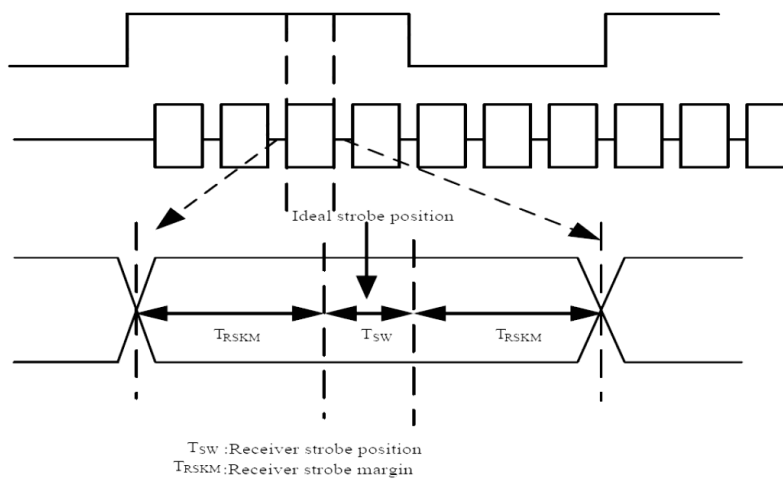 Ideal strobe position
TRSKM TSW TRSKM
TSW :Receiver strobe position
TRSKM:Receiver strobe margin